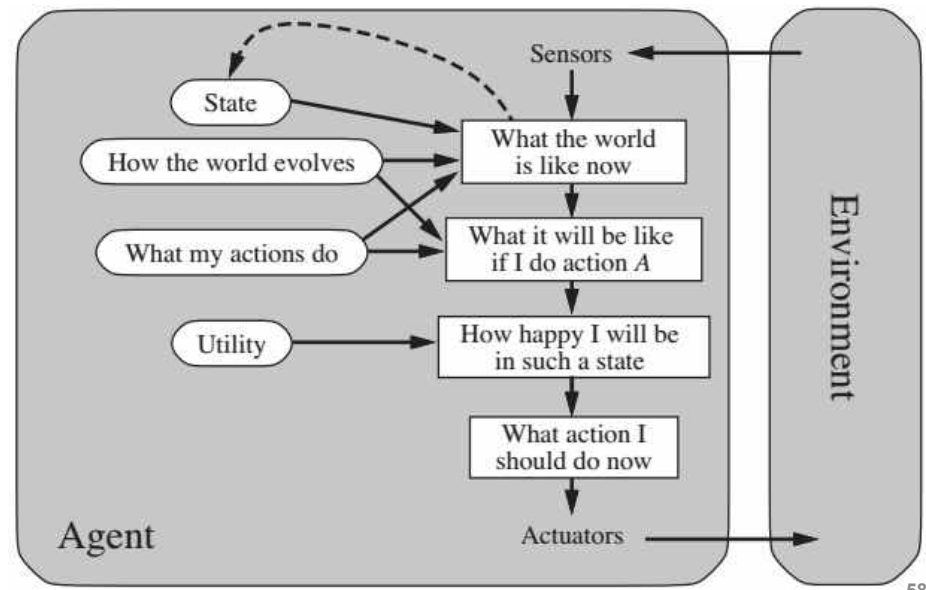 Sensors
State
What the world
is like now
How the world evolves
What my actions do
What it will be like
if I do action A
Utility
How happy I will be
in such a state
What action I
should do now
Agent
Actuators
Environment
58